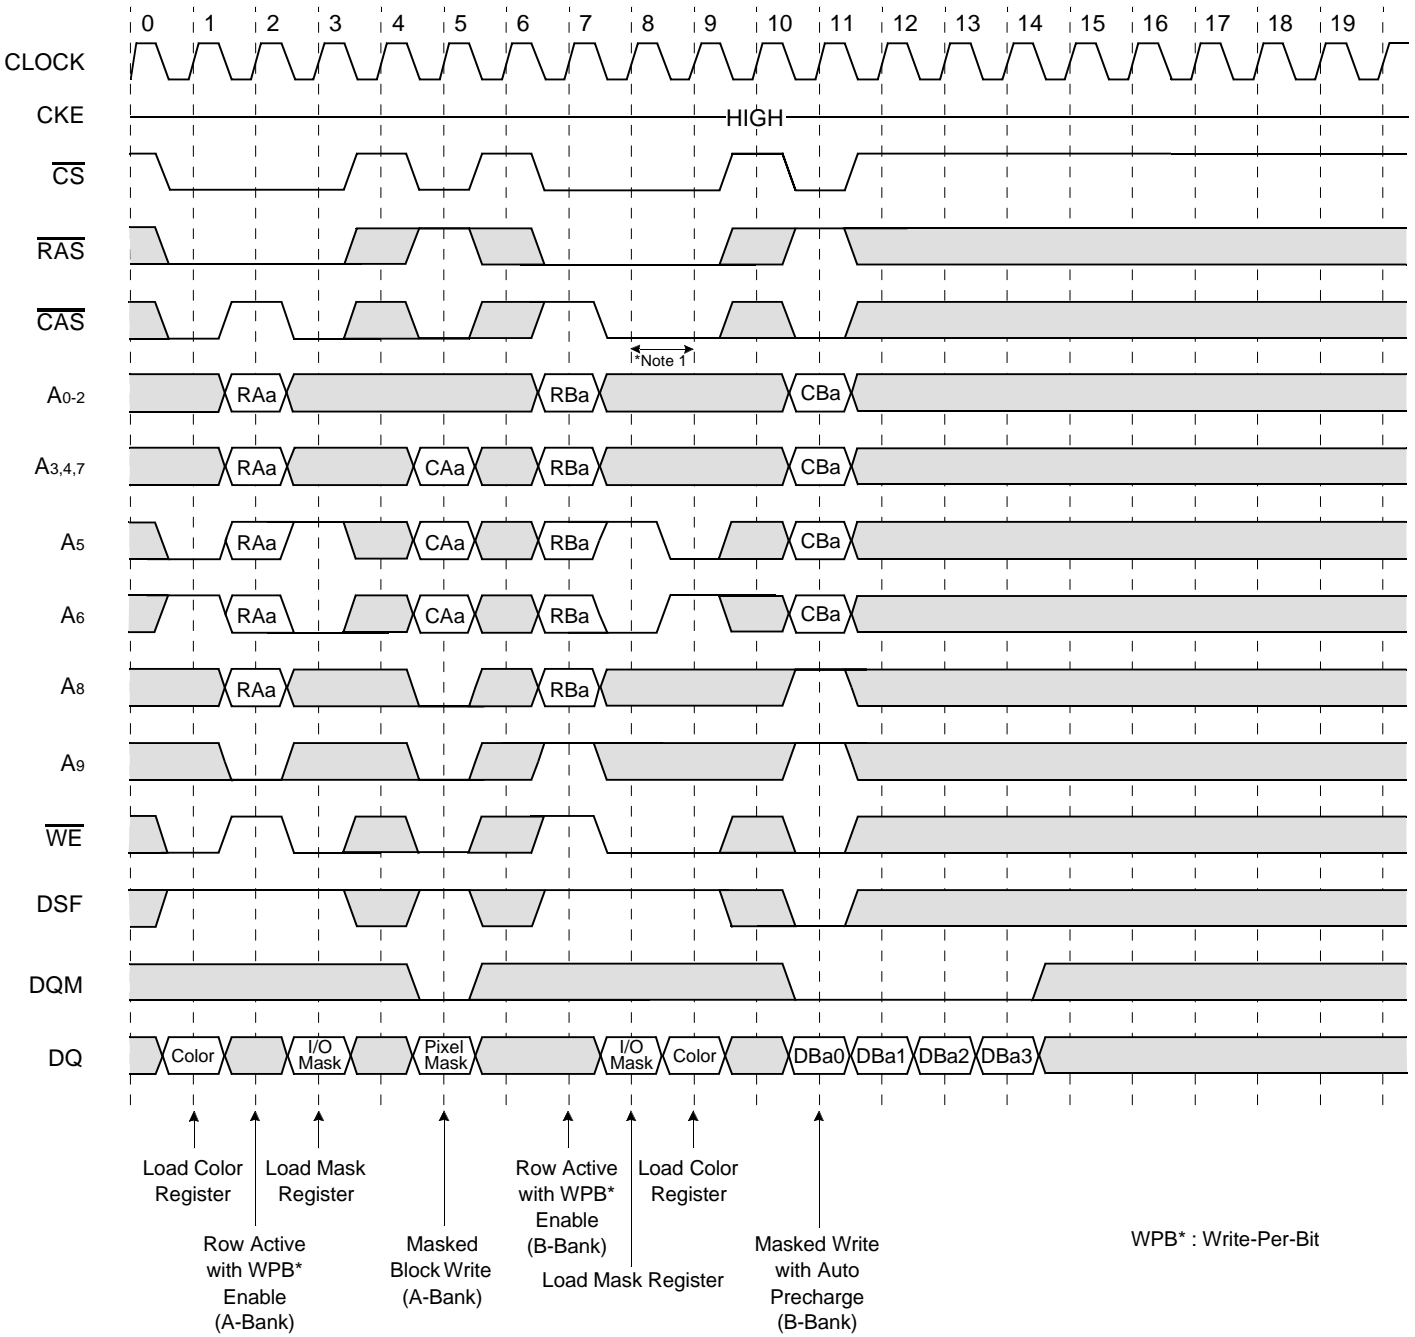 0 1 2 3 4 5 6 7 8 9 10 11 12 13 14 15 16 17 18 19
CLOCK
CKE HIGH
CS
RAS
CAS
*Note 1
A0-2 RAa RBa CBa
A3,4,7 RAa CAa RBa CBa
A5 RAa CAa RBa CBa
A6 RAa CAa RBa CBa
A8 RAa RBa
A9
WE
DSF
DQM
DQ Color I/O Mask Pixel Mask I/O Mask Color DBa0 DBa1 DBa2 DBa3
Load Color
Register
Row Active
with WPB*
Enable
(A-Bank)
Load Mask
Register
Masked
Block Write
(A-Bank)
Row Active
with WPB*
Enable
(B-Bank)
Load Mask Register
Load Color
Register
Masked Write
with Auto
Precharge
(B-Bank)
WPB* : Write-Per-Bit